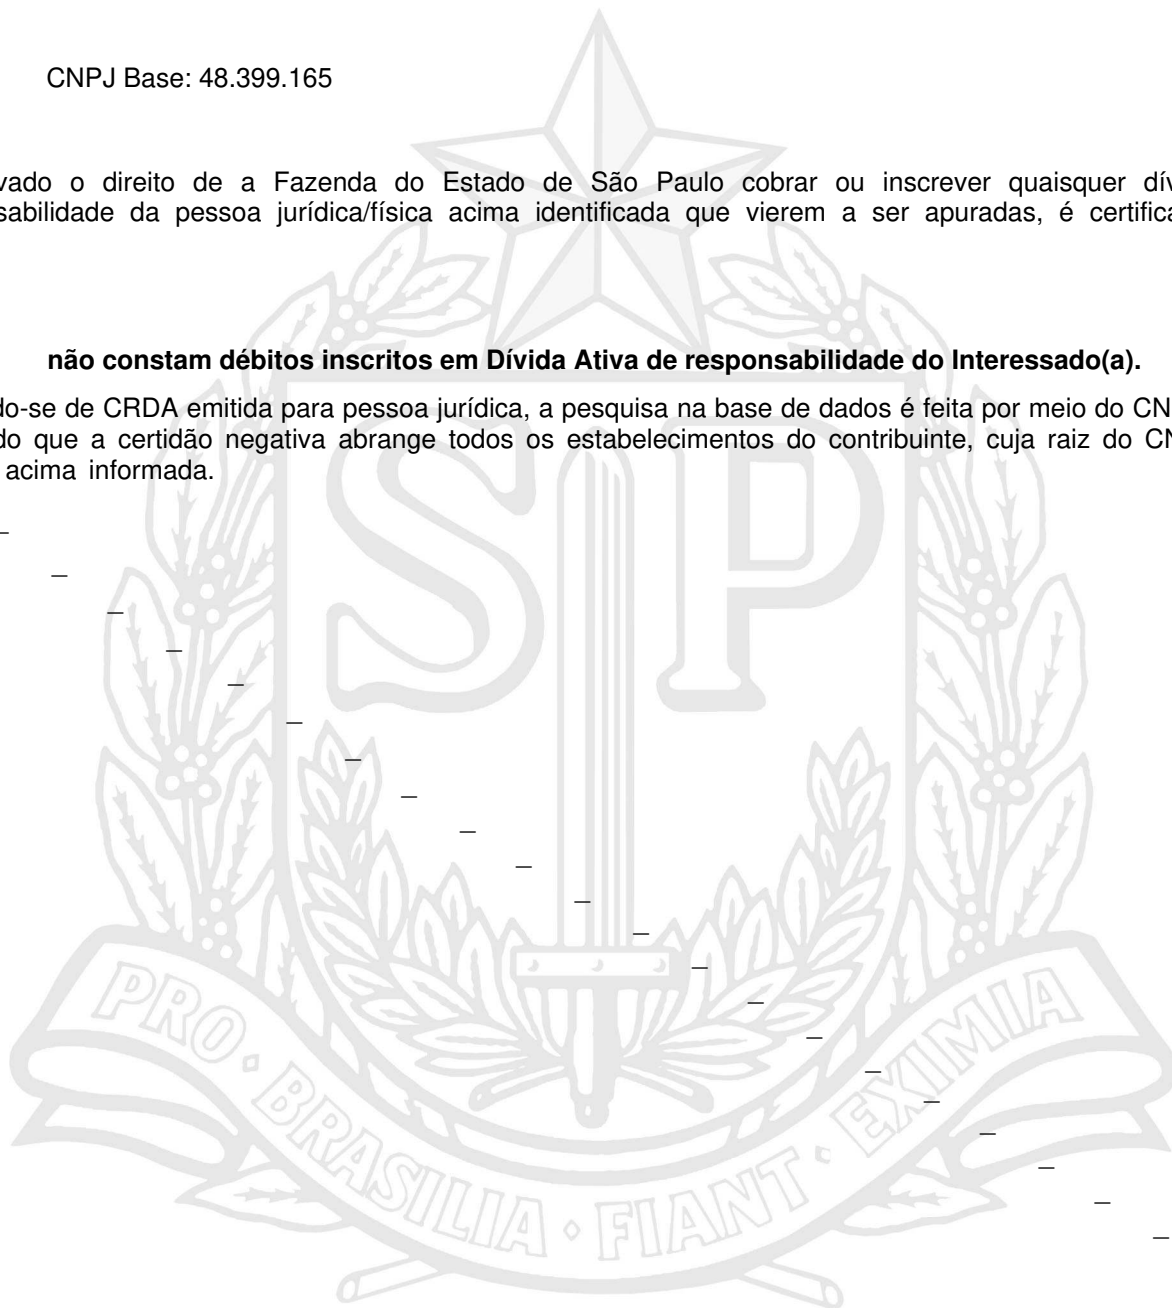 CNPJ Base: 48.399.165
vado o direito de a Fazenda do Estado de São Paulo cobrar ou inscrever quaisquer dív
sabilidade da pessoa jurídica/física acima identificada que vierem a ser apuradas, é certifica
não constam débitos inscritos em Dívida Ativa de responsabilidade do Interessado(a).
do-se de CRDA emitida para pessoa jurídica, a pesquisa na base de dados é feita por meio do CN
do que a certidão negativa abrange todos os estabelecimentos do contribuinte, cuja raiz do CN
acima informada.
SP
PRO • BRASILIA • FIANT • EXIMIA